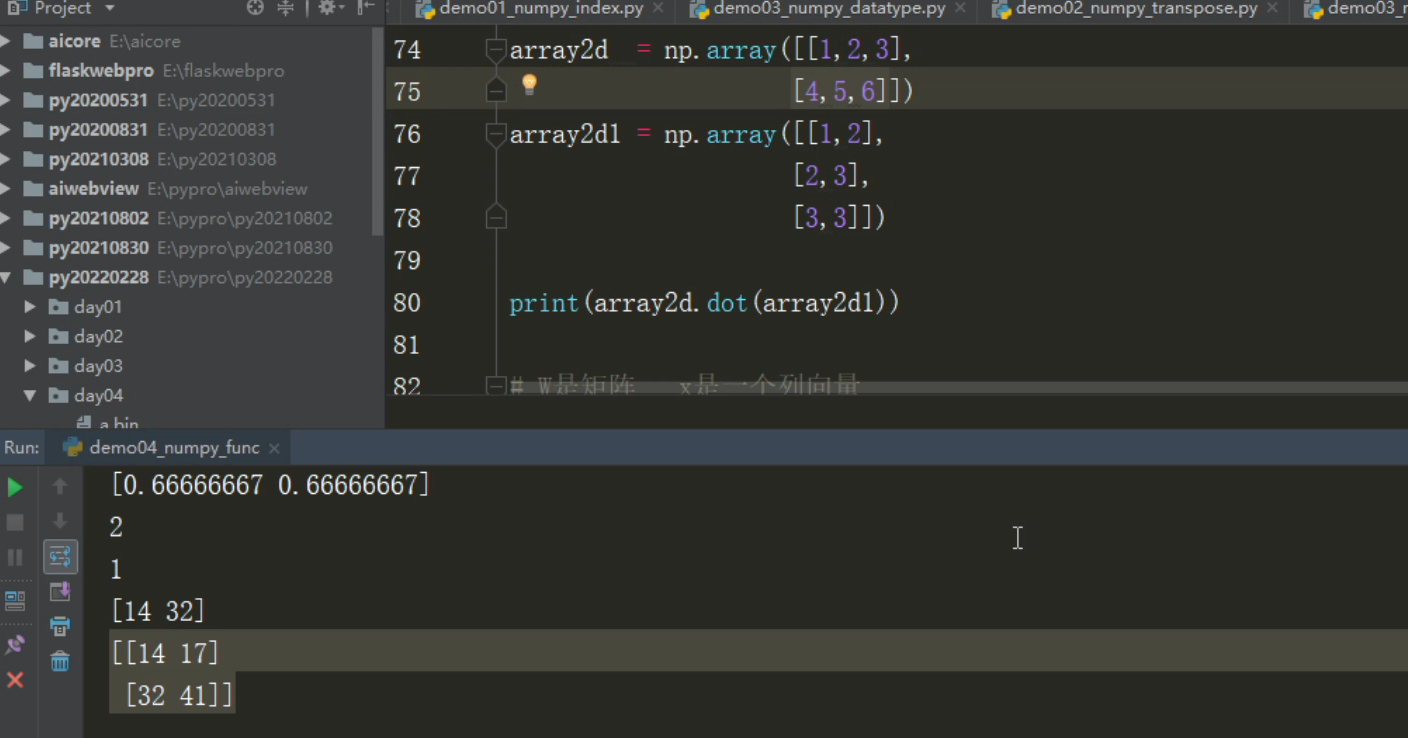 Project
aicore E:\aicore
flaskwebpro E:\flaskwebpro
py20200531 E:\py20200531
py20200831 E:\py20200831
py20210308 E:\py20210308
aiwebview E:\pypro\aiwebview
py20210802 E:\pypro\py20210802
py20210830 E:\pypro\py20210830
py20220228 E:\pypro\py20220228
day01
day02
day03
day04
a.bin
demo01_numpy_index.py demo03_numpy_datatype.py demo02_numpy_transpose.py demo03_
74 array2d = np.array([[1,2,3],
75 [4,5,6]])
76 array2d1 = np.array([[1,2],
77 [2,3],
78 [3,3]])
79
80 print(array2d.dot(array2d1))
81
82 # W是矩阵 x是一个列向量
Run: demo04_numpy_func
[0.66666667 0.66666667]
2
1
[14 32]
[[14 17]
[32 41]]